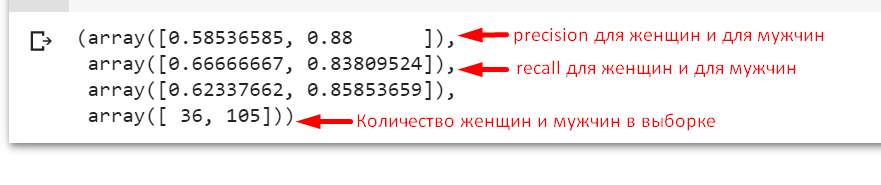 (array([0.58536585, 0.88      ]), precision для женщин и для мужчин
array([0.66666667, 0.83809524]), recall для женщин и для мужчин
array([0.62337662, 0.85853659]),
array([ 36, 105])) Количество женщин и мужчин в выборке